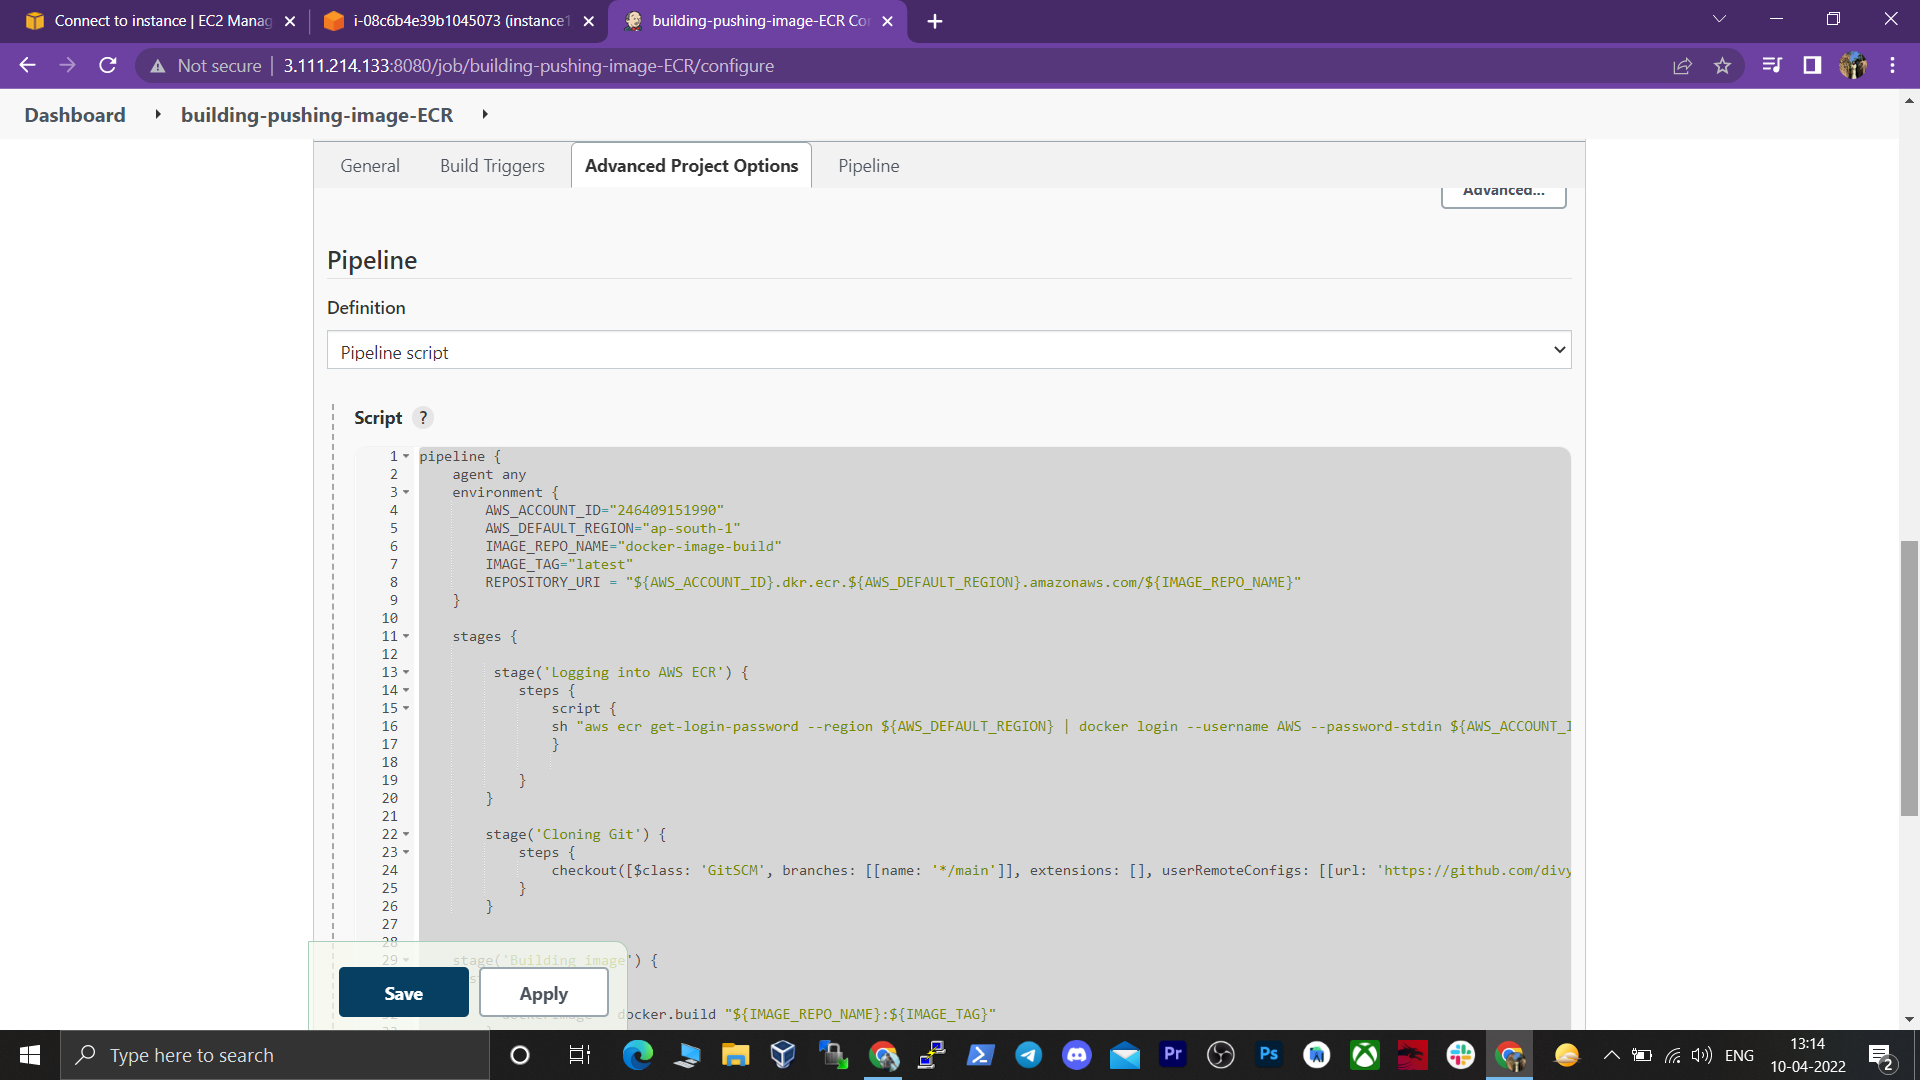 Connect to instance | EC2 Manag
i-08c6b4e39b1045073 (instance1
building-pushing-image-ECR Co
Not secure
3.111.214.133:8080/job/building-pushing-image-ECR/configure
Dashboard
building-pushing-image-ECR
General
Build Triggers
Advanced Project Options
Pipeline
Advanced...
Pipeline
Definition
Pipeline script
Script ?
1 pipeline {
2 agent any
3 environment {
4 AWS_ACCOUNT_ID="246409151990"
5 AWS_DEFAULT_REGION="ap-south-1"
6 IMAGE_REPO_NAME="docker-image-build"
7 IMAGE_TAG="latest"
8 REPOSITORY_URI = "${AWS_ACCOUNT_ID}.dkr.ecr.${AWS_DEFAULT_REGION}.amazonaws.com/${IMAGE_REPO_NAME}"
9 }
10
11 stages {
12
13 stage('Logging into AWS ECR') {
14 steps {
15 script {
16 sh "aws ecr get-login-password --region ${AWS_DEFAULT_REGION} | docker login --username AWS --password-stdin ${AWS_ACCOUNT_I
17 }
18
19 }
20 }
21
22 stage('Cloning Git') {
23 steps {
24 checkout([$class: 'GitSCM', branches: [[name: '*/main']], extensions: [], userRemoteConfigs: [[url: 'https://github.com/divy
25 }
26 }
27
28
29 stage('Building image') {
ocker.build "${IMAGE_REPO_NAME}:${IMAGE_TAG}"
Save
Apply
Type here to search
Pr
Ps
ENG
13:14
10-04-2022
2